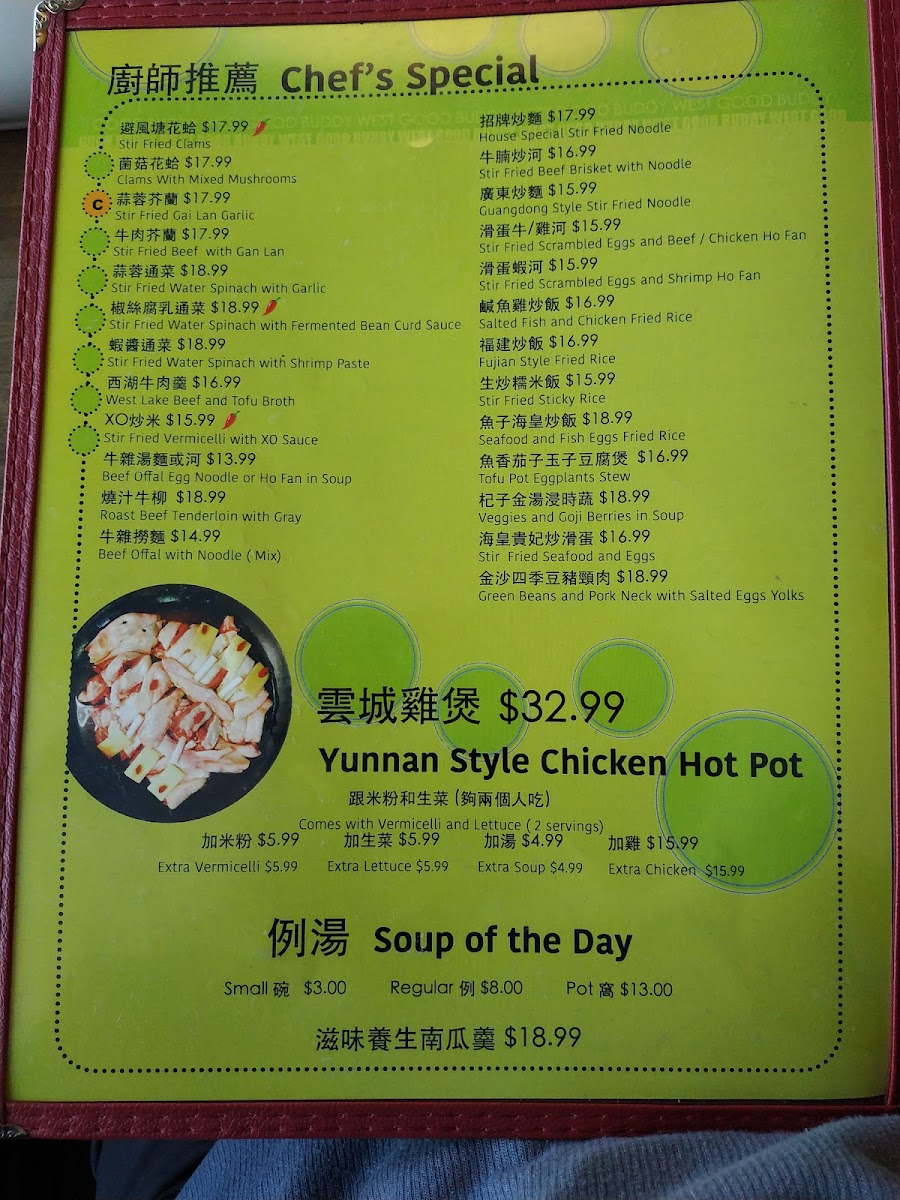 廚師推薦 Chef's Special
避風塘花蛤 $17.99
Stir Fried Clams
菌菇花蛤 $17.99
Clams With Mixed Mushrooms
C
蒜蓉芥蘭 $17.99
Stir Fried Gai Lan Garlic
牛肉芥蘭 $17.99
Stir Fried Beef with Gan Lan
蒜蓉通菜 $18.99
Stir Fried Water Spinach with Garlic
椒絲腐乳通菜 $18.99
Stir Fried Water Spinach with Fermented Bean Curd Sauce
蝦醬通菜 $18.99
Stir Fried Water Spinach with Shrimp Paste
西湖牛肉羹 $16.99
West Lake Beef and Tofu Broth
XO炒米 $15.99
Stir Fried Vermicelli with XO Sauce
牛雜湯麵或河 $13.99
Beef Offal Egg Noodle or Ho Fan in Soup
燒汁牛柳 $18.99
Roast Beef Tenderloin with Gray
牛雜撈麵 $14.99
Beef Offal with Noodle ( Mix)
招牌炒麵 $17.99
House Special Stir Fried Noodle
牛腩炒河 $16.99
Stir Fried Beef Brisket with Noodle
廣東炒麵 $15.99
Guangdong Style Stir Fried Noodle
滑蛋牛/雞河 $15.99
Stir Fried Scrambled Eggs and Beef / Chicken Ho Fan
滑蛋蝦河 $15.99
Stir Fried Scrambled Eggs and Shrimp Ho Fan
鹹魚雞炒飯 $16.99
Salted Fish and Chicken Fried Rice
福建炒飯 $16.99
Fujian Style Fried Rice
生炒糯米飯 $15.99
Stir Fried Sticky Rice
魚子海皇炒飯 $18.99
Seafood and Fish Eggs Fried Rice
魚香茄子玉子豆腐煲 $16.99
Tofu Pot Eggplants Stew
杞子金湯浸時蔬 $18.99
Veggies and Goji Berries in Soup
海皇貴妃炒滑蛋 $16.99
Stir Fried Seafood and Eggs
金沙四季豆豬頸肉 $18.99
Green Beans and Pork Neck with Salted Eggs Yolks
雲城雞煲 $32.99
Yunnan Style Chicken Hot Pot
跟米粉和生菜 (夠兩個人吃)
Comes with Vermicelli and Lettuce ( 2 servings)
加米粉 $5.99 加生菜 $5.99 加湯 $4.99 加雞 $15.99
Extra Vermicelli $5.99 Extra Lettuce $5.99 Extra Soup $4.99 Extra Chicken $15.99
例湯 Soup of the Day
Small 碗 $3.00 Regular 例 $8.00 Pot 窩 $13.00
滋味養生南瓜羹 $18.99